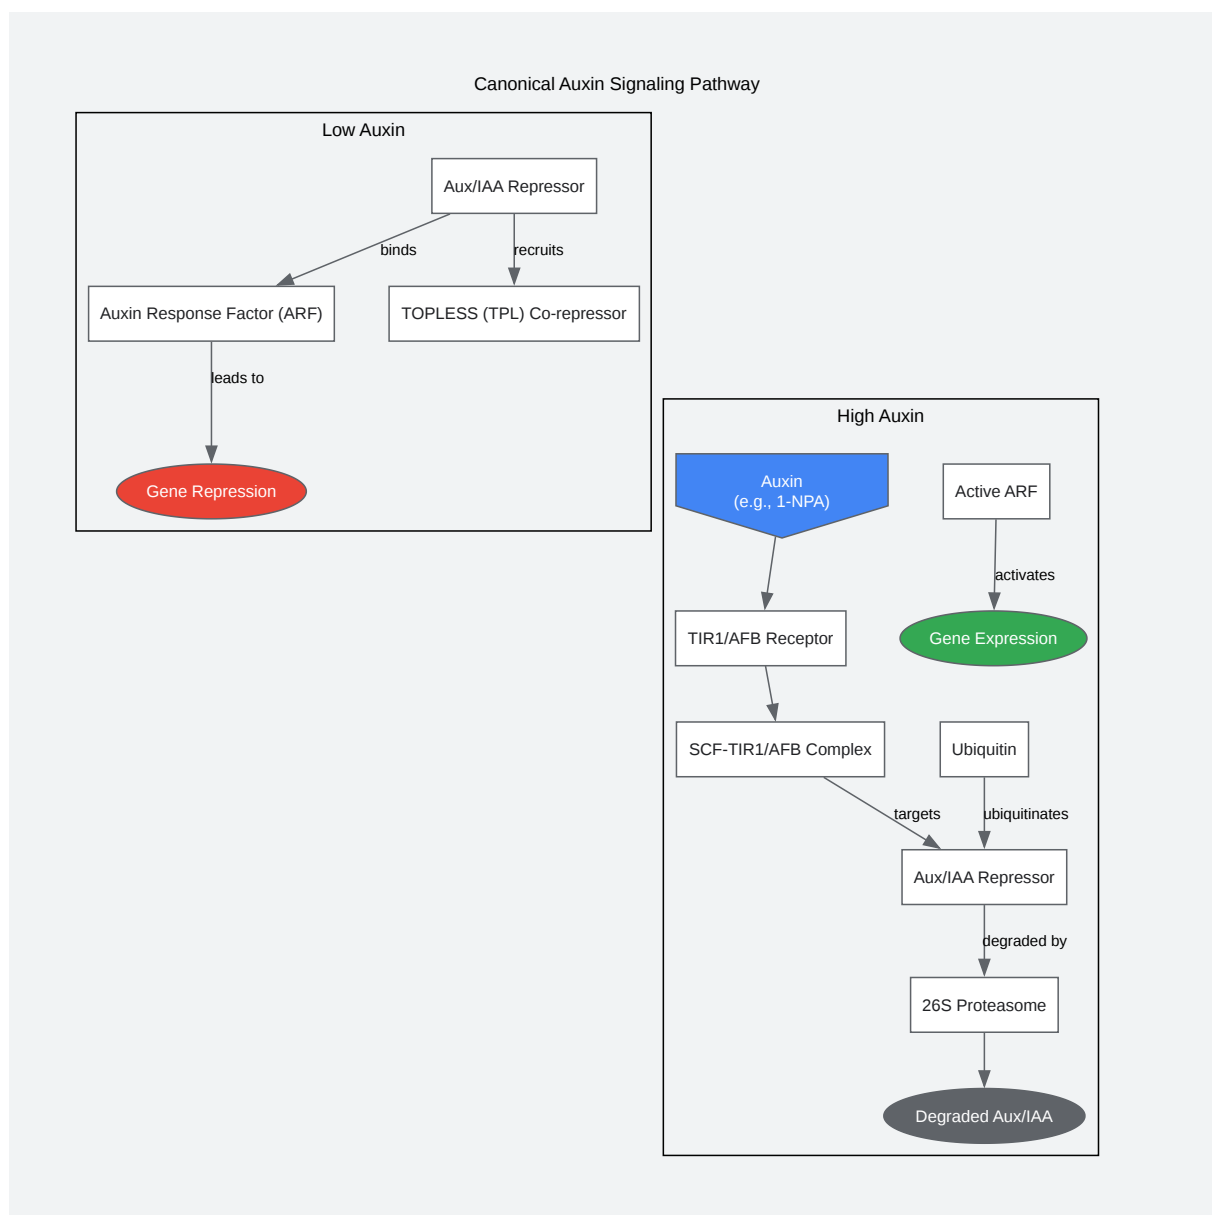 Canonical Auxin Signaling Pathway
Low Auxin
Aux/IAA Repressor
binds
recruits
Auxin Response Factor (ARF)
TOPLESS (TPL) Co-repressor
leads to
Gene Repression
High Auxin
Auxin
(e.g., 1-NPA)
Active ARF
activates
TIR1/AFB Receptor
Gene Expression
SCF-TIR1/AFB Complex
Ubiquitin
targets
ubiquitinates
Aux/IAA Repressor
degraded by
26S Proteasome
Degraded Aux/IAA